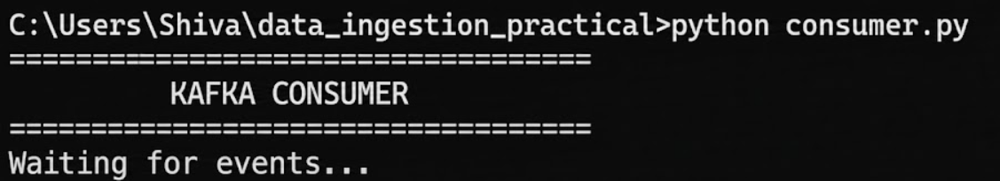 C:\Users\Shiva\data_ingestion_practical>python consumer.py
===================================
KAFKA CONSUMER
===================================
Waiting for events...